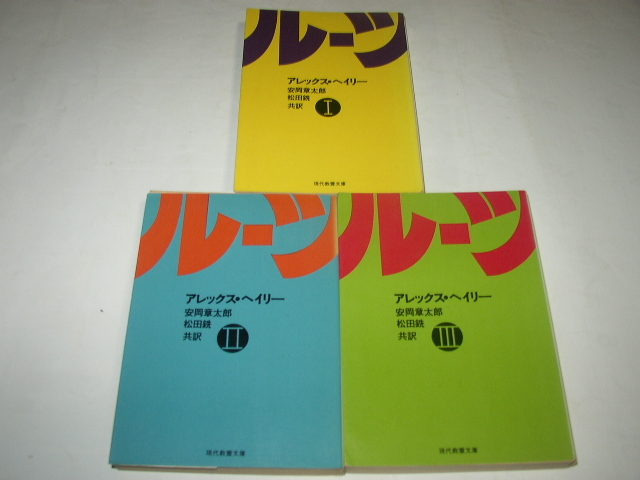 ルーツ
アレックス・ヘイリー
安岡章太郎
松田銑
共訳
I
現代教養文庫
ルーツ
アレックス・ヘイリー
安岡章太郎
松田銑
共訳
II
現代教養文庫
ルーツ
アレックス・ヘイリー
安岡章太郎
松田銑
共訳
III
現代教養文庫